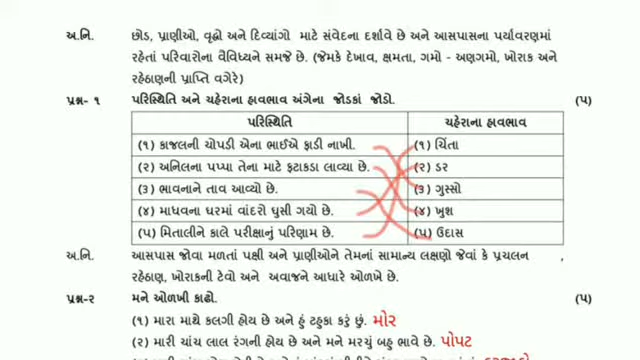 અ.નિ. છોડ, પ્રાણીઓ, વૃદ્ધો અને દિવ્યાંગો માટે સંવેદના દર્શાવે છે અને આસપાસના પર્યાવરણમાં
રહેતાં પરિવારોના વૈવિધ્યને સમજે છે. (જેમકે દેખાવ, ક્ષમતા, ગમો - અણગમો, ખોરાક અને
રહેઠાણની પ્રાપ્તિ વગેરે)
પ્રશ્ન- ૧ પરિસ્થિતિ અને ચહેરાના હાવભાવ અંગેના જોડકાં જોડો. (૫)
પરિસ્થિતિ ચહેરાના હાવભાવ
(૧) કાજલની ચોપડી એના ભાઈએ ફાડી નાખી. (૧) ચિંતા
(૨) અનિલના પપ્પા તેના માટે ફટાકડા લાવ્યા છે. (૨) ડર
(૩) ભાવનાને તાવ આવ્યો છે. (૩) ગુસ્સો
(૪) માધવના ઘરમાં વાંદરો ઘુસી ગયો છે. (૪) ખુશ
(૫) મિતાલીને કાલે પરીક્ષાનું પરિણામ છે. (૫) ઉદાસ
અ.નિ. આસપાસ જોવા મળતાં પક્ષી અને પ્રાણીઓને તેમનાં સામાન્ય લક્ષણો જેવાં કે પ્રચલન ,
રહેઠાણ, ખોરાકની ટેવો અને અવાજને આધારે ઓળખે છે.
પ્રશ્ન-૨ મને ઓળખી કાઢો. (૫)
(૧) મારા માથે કલગી હોય છે અને હું ટહુકા કરું છું. મોર
(૨) મારી ચાંચ લાલ રંગની હોય છે અને મને મરચું બહુ ભાવે છે. પોપટ